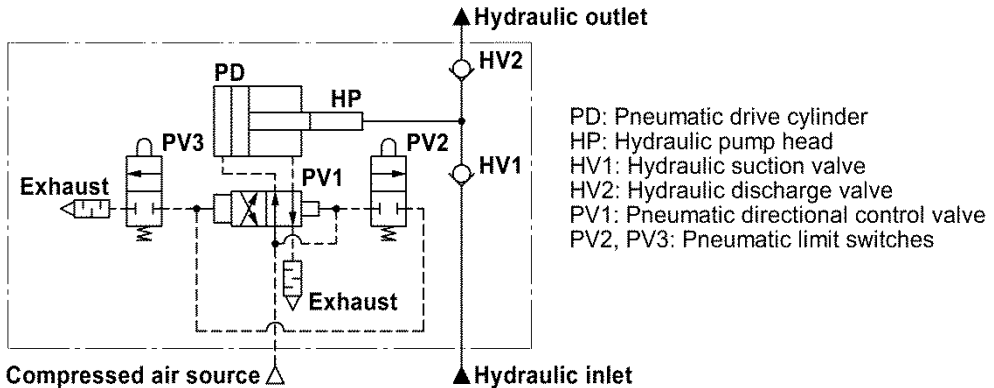 Hydraulic outlet
HV2
PD
HP
PV3
PV2
HV1
Exhaust
PV1
Exhaust
Compressed air source
Hydraulic inlet
PD: Pneumatic drive cylinder
HP: Hydraulic pump head
HV1: Hydraulic suction valve
HV2: Hydraulic discharge valve
PV1: Pneumatic directional control valve
PV2, PV3: Pneumatic limit switches